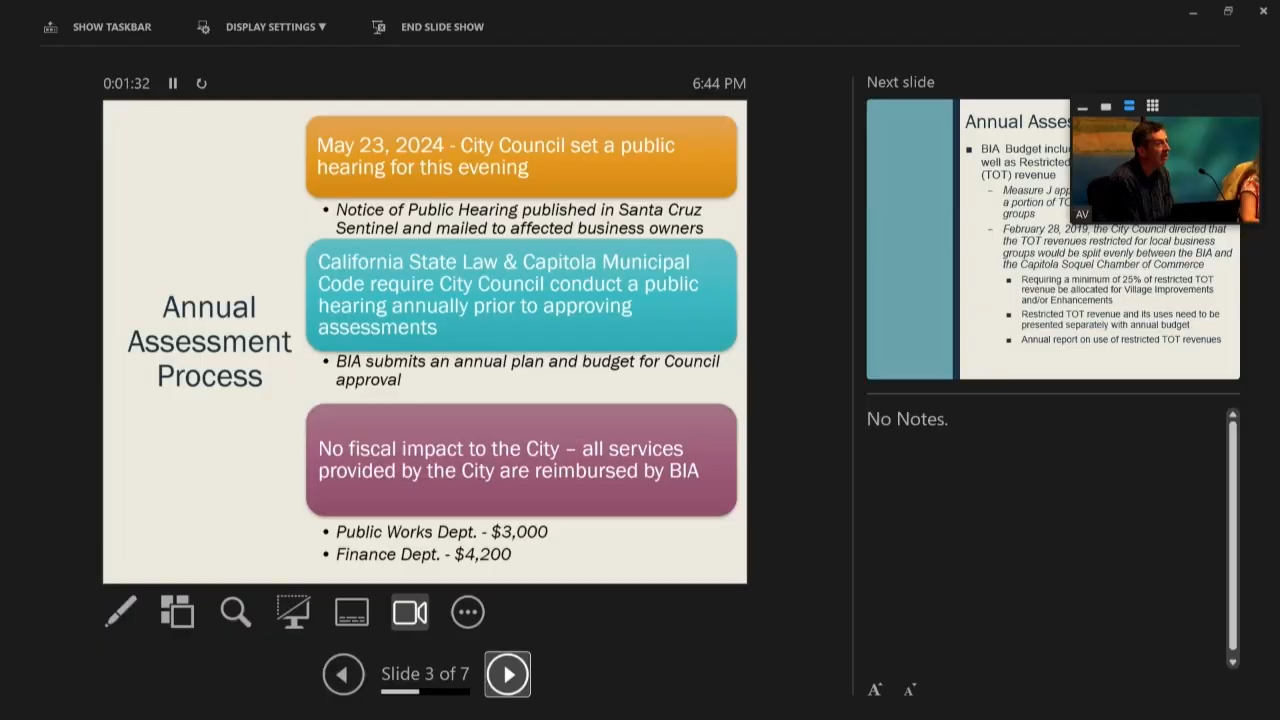 SHOW TASKBAR
DISPLAY SETTINGS ▼
END SLIDE SHOW
0:01:32
6:44 PM
Annual
Assessment
Process
May 23, 2024 - City Council set a public
hearing for this evening
• Notice of Public Hearing published in Santa Cruz
Sentinel and mailed to affected business owners
California State Law & Capitola Municipal
Code require City Council conduct a public
hearing annually prior to approving
assessments
• BIA submits an annual plan and budget for Council
approval
No fiscal impact to the City – all services
provided by the City are reimbursed by BIA
• Public Works Dept. - $3,000
• Finance Dept. - $4,200
Slide 3 of 7
Next slide
Annual
■ BIA Budget
well as Restricted
(TOT) revenue
– Measure J
a portion of
groups
– February 28, 2019, the City Council directed that
the TOT revenues restricted for local business
groups would be split evenly between the BIA and
the Capitola Soquel Chamber of Commerce
■ Requiring a minimum of 25% of restricted TOT
revenue be allocated for Village Improvements
and/or Enhancements
■ Restricted TOT revenue and its uses need to be
presented separately with annual budget
■ Annual report on use of restricted TOT revenues
AV
No Notes.
A A